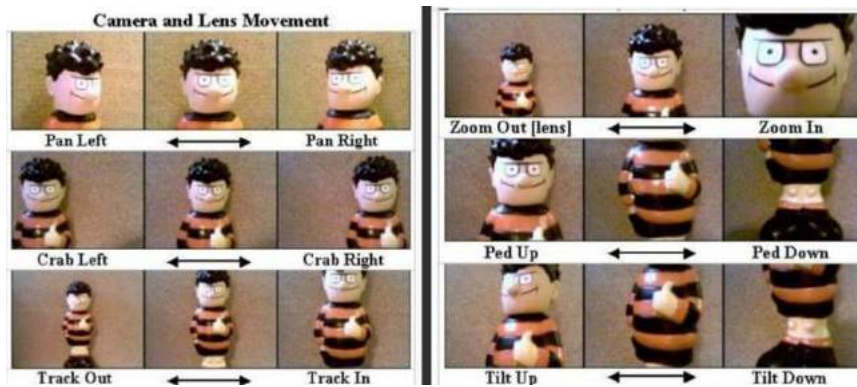 Camera and Lens Movement
Pan Left Pan Right
Crab Left Crab Right
Track Out Track In
Zoom Out [lens] Zoom In
Ped Up Ped Down
Tilt Up Tilt Down